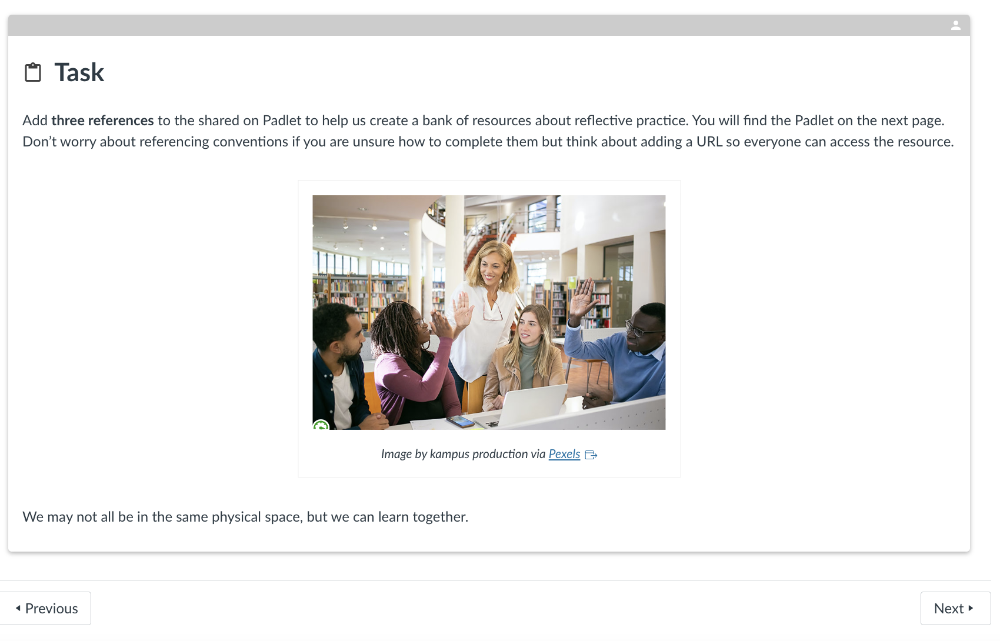 Task
Add three references to the shared on Padlet to help us create a bank of resources about reflective practice. You will find the Padlet on the next page.
Don’t worry about referencing conventions if you are unsure how to complete them but think about adding a URL so everyone can access the resource.
Image by kampus production via Pexels
We may not all be in the same physical space, but we can learn together.
Previous
Next